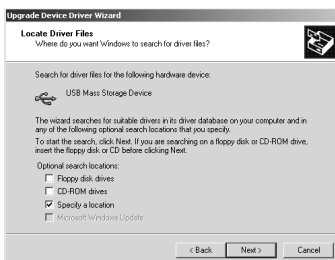 Upgrade Device Driver Wizard
Locate Driver Files
Where do you want Windows to search for driver files?
Search for driver files for the following hardware device:
USB Mass Storage Device
The wizard searches for suitable drivers in its driver database on your computer and in
any of the following optional search locations that you specify.
To start the search, click Next. If you are searching on a floppy disk or CD-ROM drive,
insert the floppy disk or CD before clicking Next.
Optional search locations:
Floppy disk drives
CD-ROM drives
Specify a location
Microsoft Windows Update
< Back
Next >
Cancel